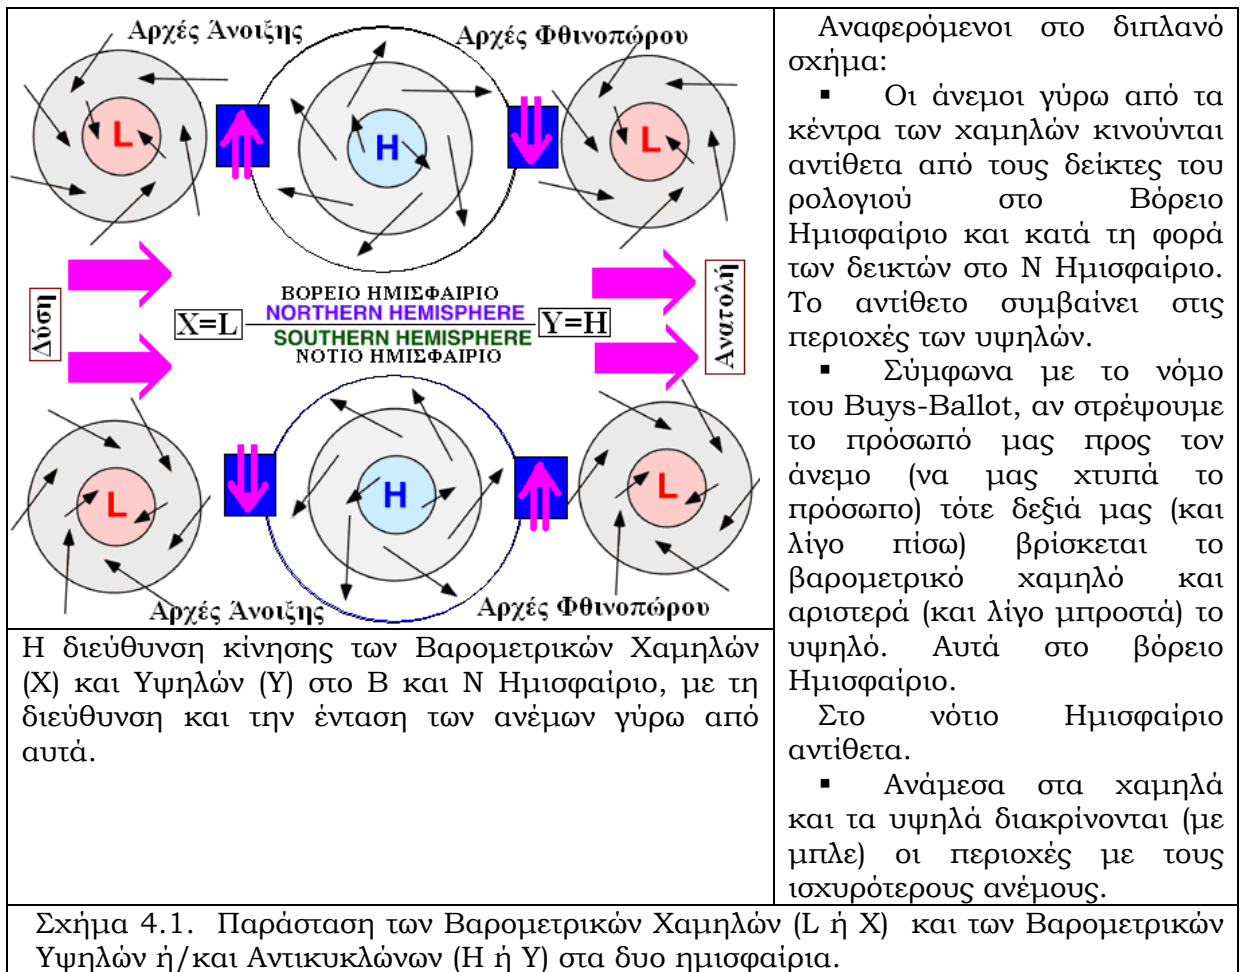 Αρχές Άνοιξης
Αρχές Φθινοπώρου
L
H
L
Δύση
ΒΟΡΕΙΟ ΗΜΙΣΦΑΙΡΙΟ
NORTHERN HEMISPHERE
X=L
Y=H
SOUTHERN HEMISPHERE
ΝΟΤΙΟ ΗΜΙΣΦΑΙΡΙΟ
Ανατολή
L
H
L
Αρχές Άνοιξης
Αρχές Φθινοπώρου
Η διεύθυνση κίνησης των Βαρομετρικών Χαμηλών
(Χ) και Υψηλών (Υ) στο Β και Ν Ημισφαίριο, με τη
διεύθυνση και την ένταση των ανέμων γύρω από
αυτά.
Αναφερόμενοι στο διπλανό
σχήμα:
▪ Οι άνεμοι γύρω από τα
κέντρα των χαμηλών κινούνται
αντίθετα από τους δείκτες του
ρολογιού στο Βόρειο
Ημισφαίριο και κατά τη φορά
των δεικτών στο Ν Ημισφαίριο.
Το αντίθετο συμβαίνει στις
περιοχές των υψηλών.
▪ Σύμφωνα με το νόμο
του Buys-Ballot, αν στρέψουμε
το πρόσωπό μας προς τον
άνεμο (να μας χτυπά το
πρόσωπο) τότε δεξιά μας (και
λίγο πίσω) βρίσκεται το
βαρομετρικό χαμηλό και
αριστερά (και λίγο μπροστά) το
υψηλό. Αυτά στο βόρειο
Ημισφαίριο.
Στο νότιο Ημισφαίριο
αντίθετα.
▪ Ανάμεσα στα χαμηλά
και τα υψηλά διακρίνονται (με
μπλε) οι περιοχές με τους
ισχυρότερους ανέμους.
Σχήμα 4.1. Παράσταση των Βαρομετρικών Χαμηλών (L ή Χ) και των Βαρομετρικών
Υψηλών ή/και Αντικυκλώνων (Η ή Υ) στα δυο ημισφαίρια.